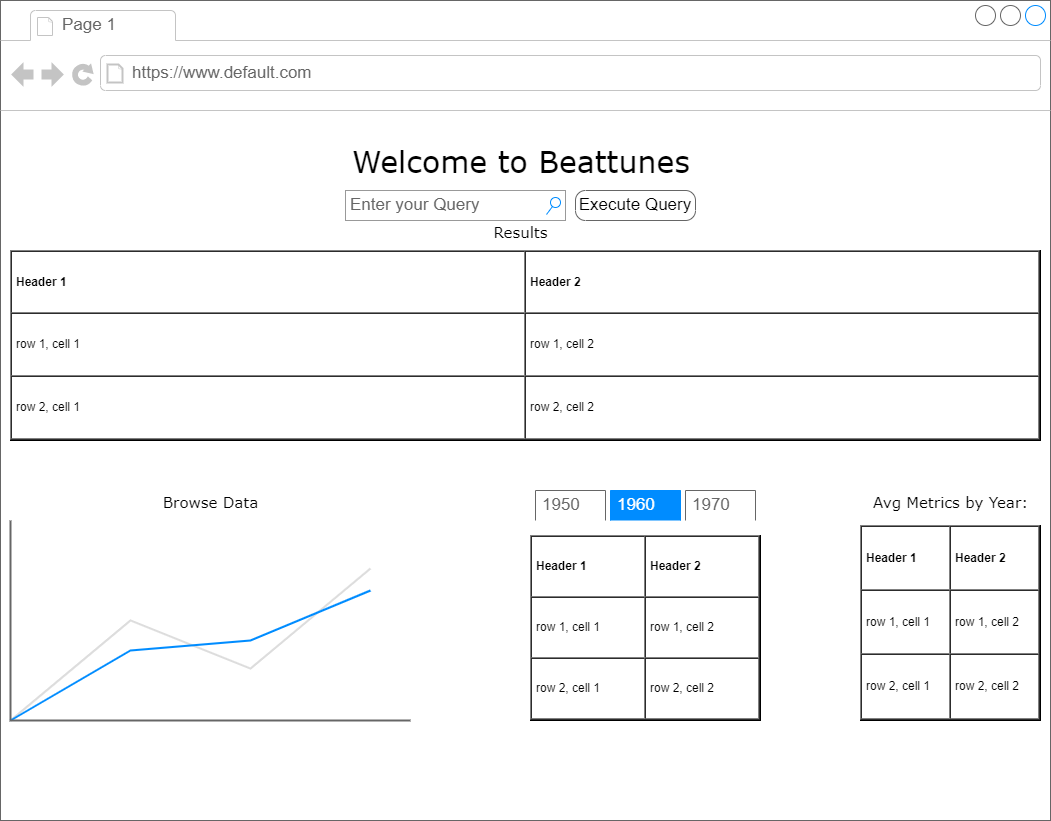 Page 1
https://www.default.com
Welcome to Beattunes
Enter your Query Execute Query
Results
Header 1 Header 2
row 1, cell 1 row 1, cell 2
row 2, cell 1 row 2, cell 2
Browse Data
1950 1960 1970
Header 1 Header 2
row 1, cell 1 row 1, cell 2
row 2, cell 1 row 2, cell 2
Avg Metrics by Year:
Header 1 Header 2
row 1, cell 1 row 1, cell 2
row 2, cell 1 row 2, cell 2